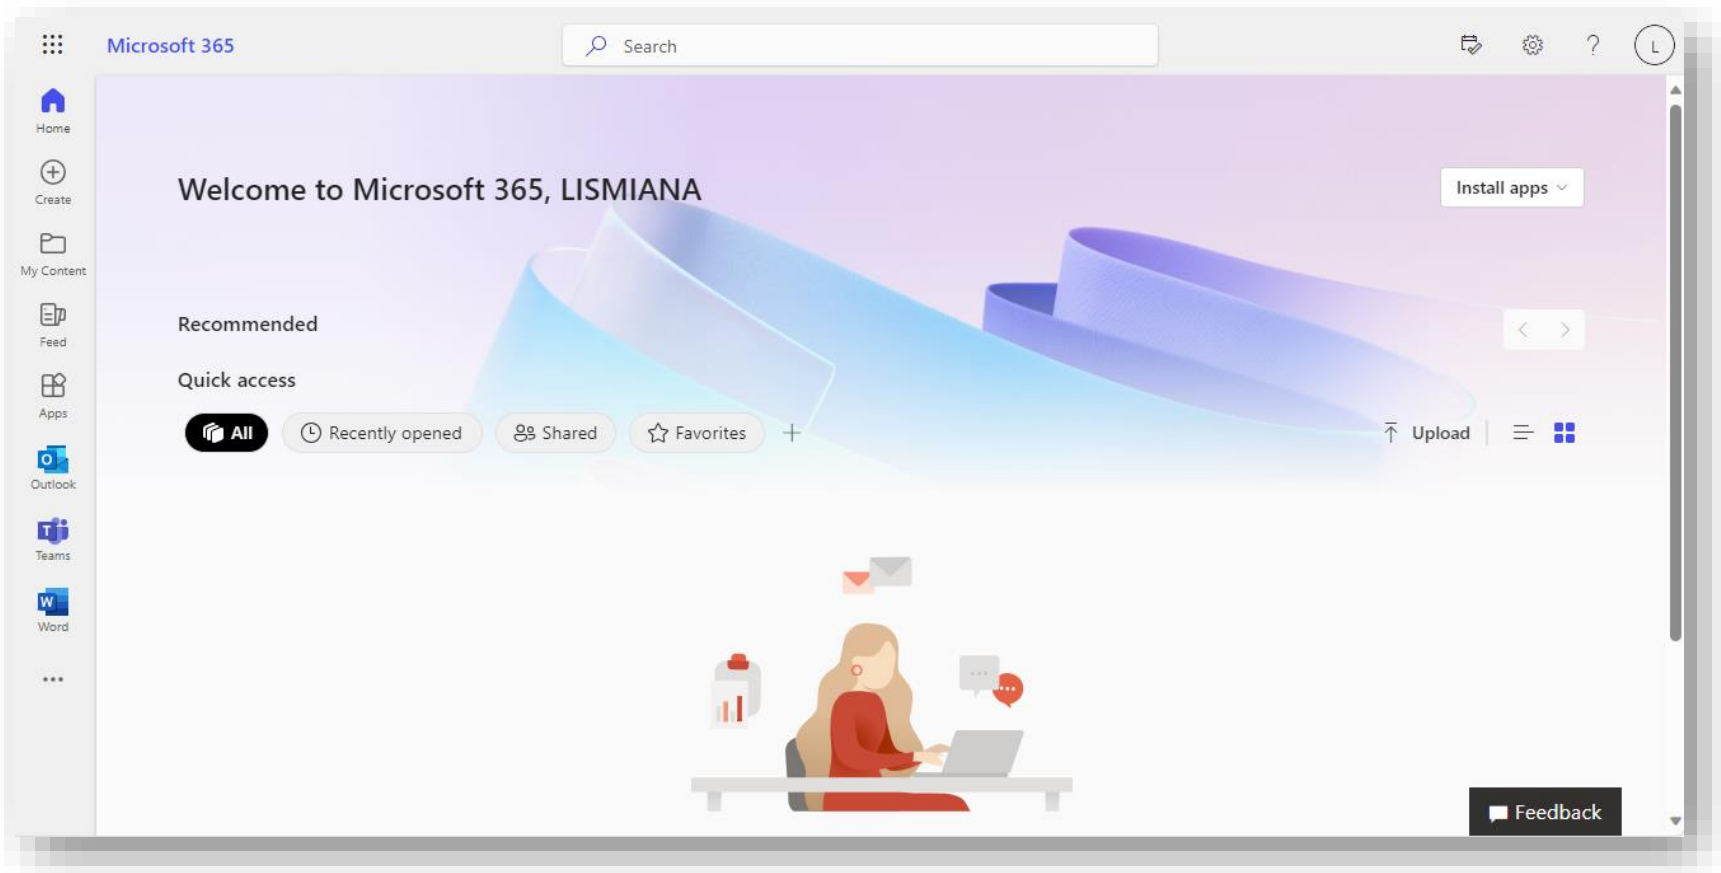 Microsoft 365
Search
L
Home
Create
My Content
Feed
Apps
Outlook
Teams
Word
Welcome to Microsoft 365, LISMIANA
Install apps
Recommended
Quick access
All
Recently opened
Shared
Favorites
Upload
Feedback